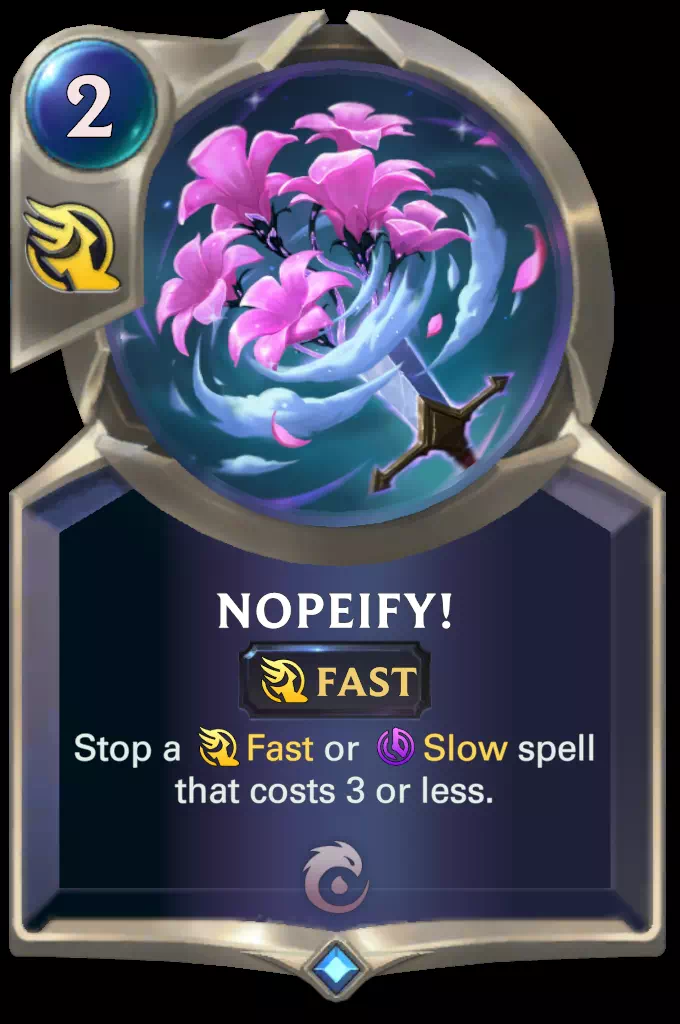 2
NOPEIFY!
FAST
Stop a Fast or Slow spell
that costs 3 or less.